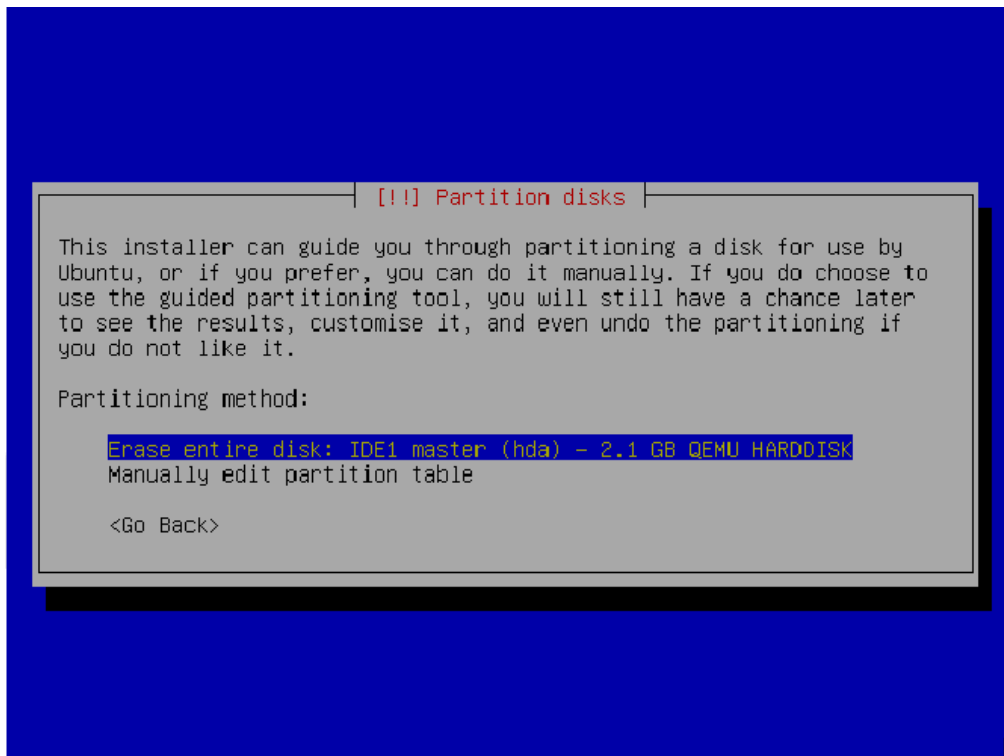 [!!] Partition disks
This installer can guide you through partitioning a disk for use by
Ubuntu, or if you prefer, you can do it manually. If you do choose to
use the guided partitioning tool, you will still have a chance later
to see the results, customise it, and even undo the partitioning if
you do not like it.
Partitioning method:
Erase entire disk: IDE1 master (hda) - 2.1 GB QEMU HARDDISK
Manually edit partition table
<Go Back>